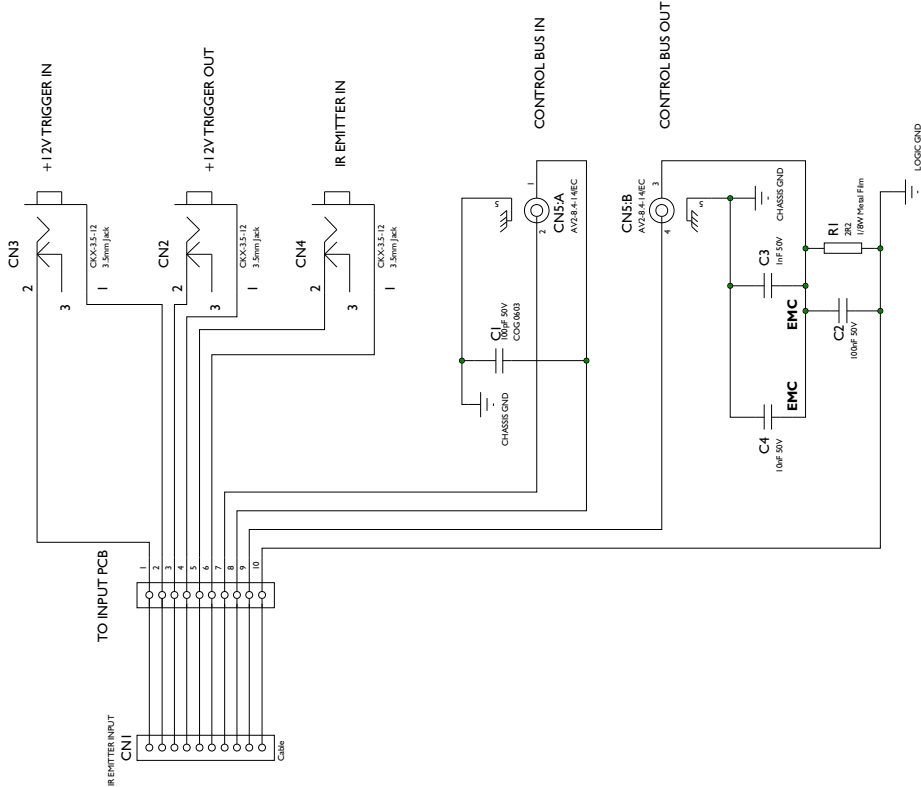 +12V TRIGGER IN
CN3
2
3
1
CKX-3.5-12
3.5mm Jack
+12V TRIGGER OUT
CN2
2
3
1
CKX-3.5-12
3.5mm Jack
IR EMITTER IN
CN4
2
3
1
CKX-3.5-12
3.5mm Jack
CONTROL BUS IN
1
2
5
CN5:A
AV2-8.4-14/EC
C1
100pF 50V
COG 0603
CHASSIS GND
CONTROL BUS OUT
3
4
5
CN5:B
AV2-8.4-14/EC
CHASSIS GND
C3
1nF 50V
EMC
C4
10nF 50V
EMC
R1
2R2
1/8W Metal Film
C2
100nF 50V
LOGIC GND
TO INPUT PCB
1
2
3
4
5
6
7
8
9
10
IR EMITTER INPUT
CN1
Cable